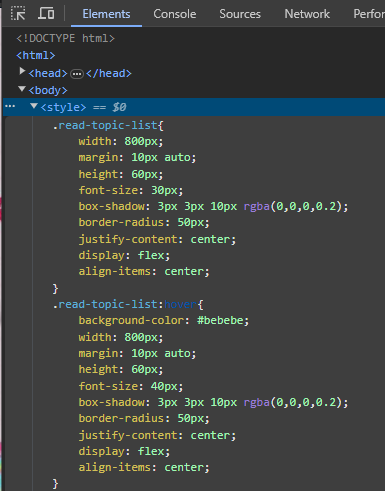 Elements Console Sources Network Perform
<!DOCTYPE html>
<html>
<head> ••• </head>
<body>
••• <style> == $0
.read-topic-list{
width: 800px;
margin: 10px auto;
height: 60px;
font-size: 30px;
box-shadow: 3px 3px 10px rgba(0,0,0,0.2);
border-radius: 50px;
justify-content: center;
display: flex;
align-items: center;
}
.read-topic-list:hover{
background-color: #bebebe;
width: 800px;
margin: 10px auto;
height: 60px;
font-size: 40px;
box-shadow: 3px 3px 10px rgba(0,0,0,0.2);
border-radius: 50px;
justify-content: center;
display: flex;
align-items: center;
}